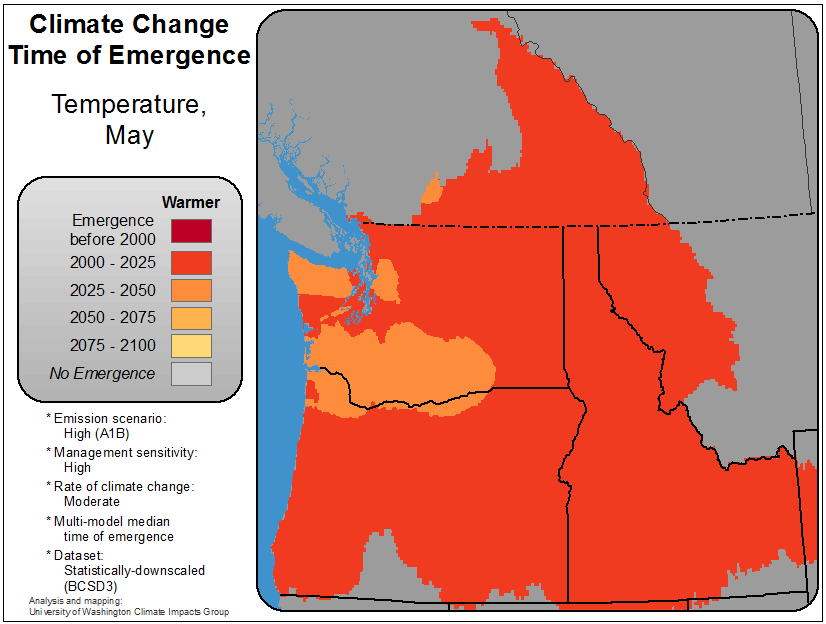 Climate Change
Time of Emergence
Temperature,
May
Warmer
Emergence
before 2000
2000 - 2025
2025 - 2050
2050 - 2075
2075 - 2100
No Emergence
* Emission scenario:
High (A1B)
* Management sensitivity:
High
* Rate of climate change:
Moderate
* Multi-model median
time of emergence
* Dataset:
Statistically-downscaled
(BCSD3)
Analysis and mapping:
University of Washington Climate Impacts Group